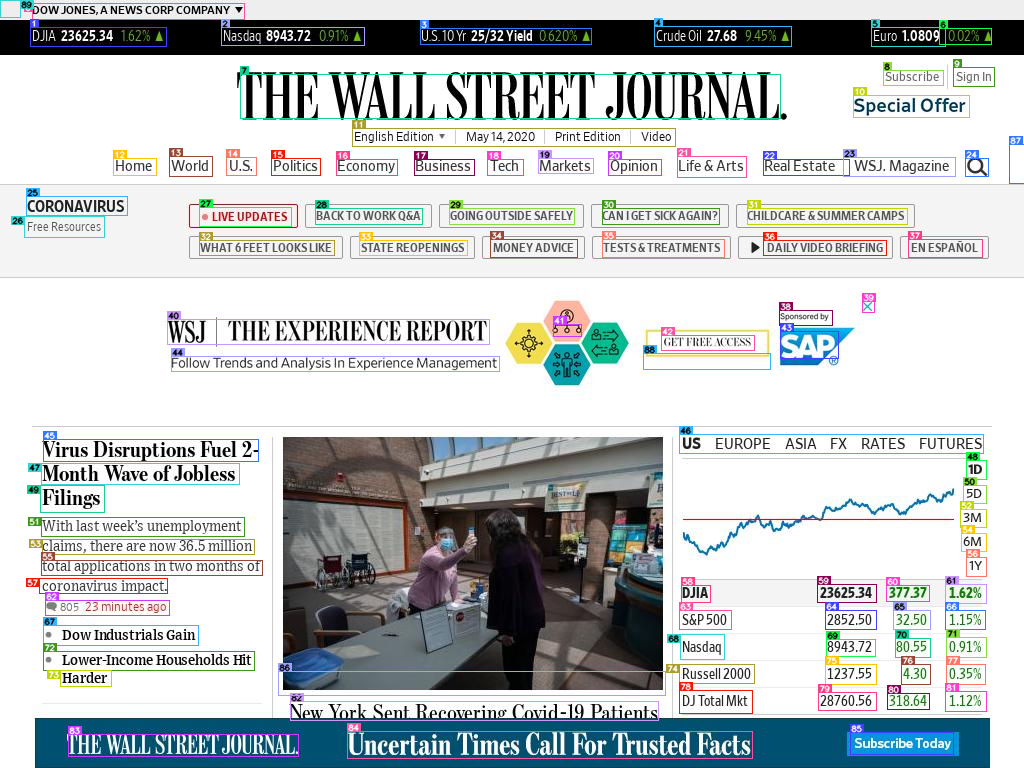 DOW JONES, A NEWS CORP COMPANY ▼
DJIA 23625.34 1.62% ▲
Nasdaq 8943.72 0.91% ▲
U.S. 10 Yr 25/32 Yield 0.620% ▲
Crude Oil 27.68 9.45% ▲
Euro 1.0809 0.02% ▲
THE WALL STREET JOURNAL.
Subscribe
Sign In
Special Offer
English Edition ▼ May 14, 2020 Print Edition Video
Home World U.S. Politics Economy Business Tech Markets Opinion Life & Arts Real Estate WSJ. Magazine
CORONAVIRUS
Free Resources
LIVE UPDATES
BACK TO WORK Q&A
GOING OUTSIDE SAFELY
CAN I GET SICK AGAIN?
CHILDCARE & SUMMER CAMPS
WHAT 6 FEET LOOKS LIKE
STATE REOPENINGS
MONEY ADVICE
TESTS & TREATMENTS
DAILY VIDEO BRIEFING
EN ESPAÑOL
WSJ THE EXPERIENCE REPORT
Follow Trends and Analysis In Experience Management
GET FREE ACCESS
Sponsored by
SAP®
Virus Disruptions Fuel 2-
Month Wave of Jobless
Filings
With last week's unemployment
claims, there are now 36.5 million
total applications in two months of
coronavirus impact.
805 23 minutes ago
Dow Industrials Gain
Lower-Income Households Hit
Harder
New York Sent Recovering Covid-19 Patients
US EUROPE ASIA FX RATES FUTURES
1D
5D
3M
6M
1Y
DJIA 23625.34 377.37 1.62%
S&P 500 2852.50 32.50 1.15%
Nasdaq 8943.72 80.55 0.91%
Russell 2000 1237.55 4.30 0.35%
DJ Total Mkt 28760.56 318.64 1.12%
THE WALL STREET JOURNAL.
Uncertain Times Call For Trusted Facts
Subscribe Today